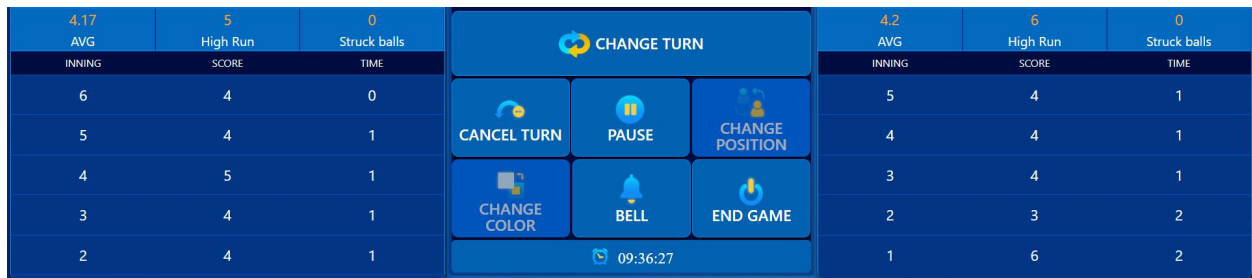 4.17 5 0
AVG High Run Struck balls
INNING SCORE TIME
6 4 0
5 4 1
4 5 1
3 4 1
2 4 1
CHANGE TURN
CANCEL TURN
PAUSE
CHANGE
POSITION
CHANGE
COLOR
BELL
END GAME
09:36:27
4.2 6 0
AVG High Run Struck balls
INNING SCORE TIME
5 4 1
4 4 1
3 4 1
2 3 2
1 6 2